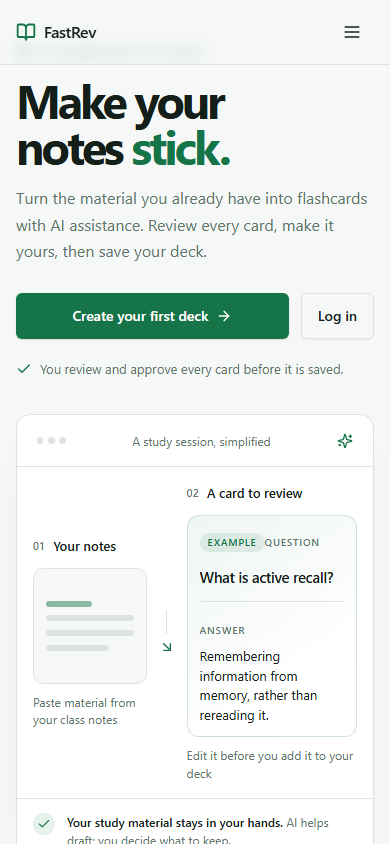 FastRev
Make your
notes stick.
Turn the material you already have into flashcards
with AI assistance. Review every card, make it
yours, then save your deck.
Create your first deck
Log in
You review and approve every card before it is saved.
A study session, simplified
01 Your notes
Paste material from
your class notes
02 A card to review
EXAMPLE QUESTION
What is active recall?
ANSWER
Remembering
information from
memory, rather than
rereading it.
Edit it before you add it to your
deck
Your study material stays in your hands. AI helps
draft; you decide what to keep.